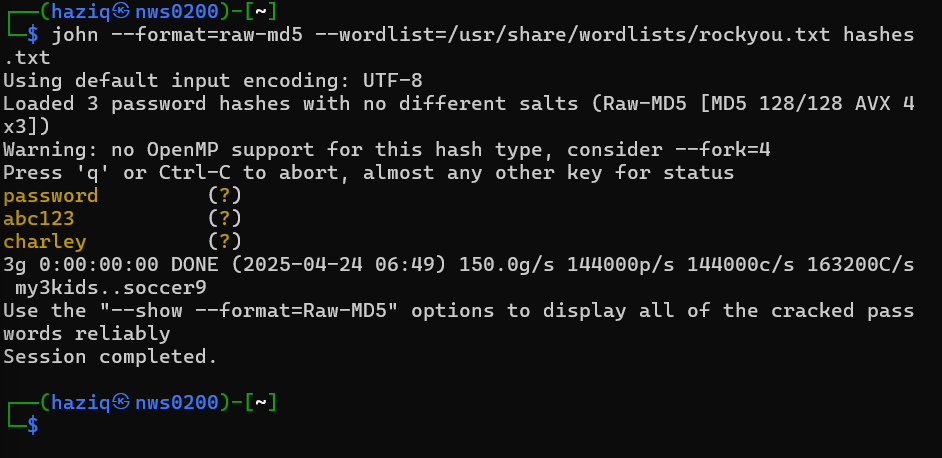 ┌──(haziq㉿nws0200)-[~]
└─$ john --format=raw-md5 --wordlist=/usr/share/wordlists/rockyou.txt hashes
.txt
Using default input encoding: UTF-8
Loaded 3 password hashes with no different salts (Raw-MD5 [MD5 128/128 AVX 4
x3])
Warning: no OpenMP support for this hash type, consider --fork=4
Press 'q' or Ctrl-C to abort, almost any other key for status
password         (?)
abc123           (?)
charley          (?)
3g 0:00:00:00 DONE (2025-04-24 06:49) 150.0g/s 144000p/s 144000c/s 163200C/s
 my3kids..soccer9
Use the "--show --format=Raw-MD5" options to display all of the cracked pass
words reliably
Session completed.
┌──(haziq㉿nws0200)-[~]
└─$